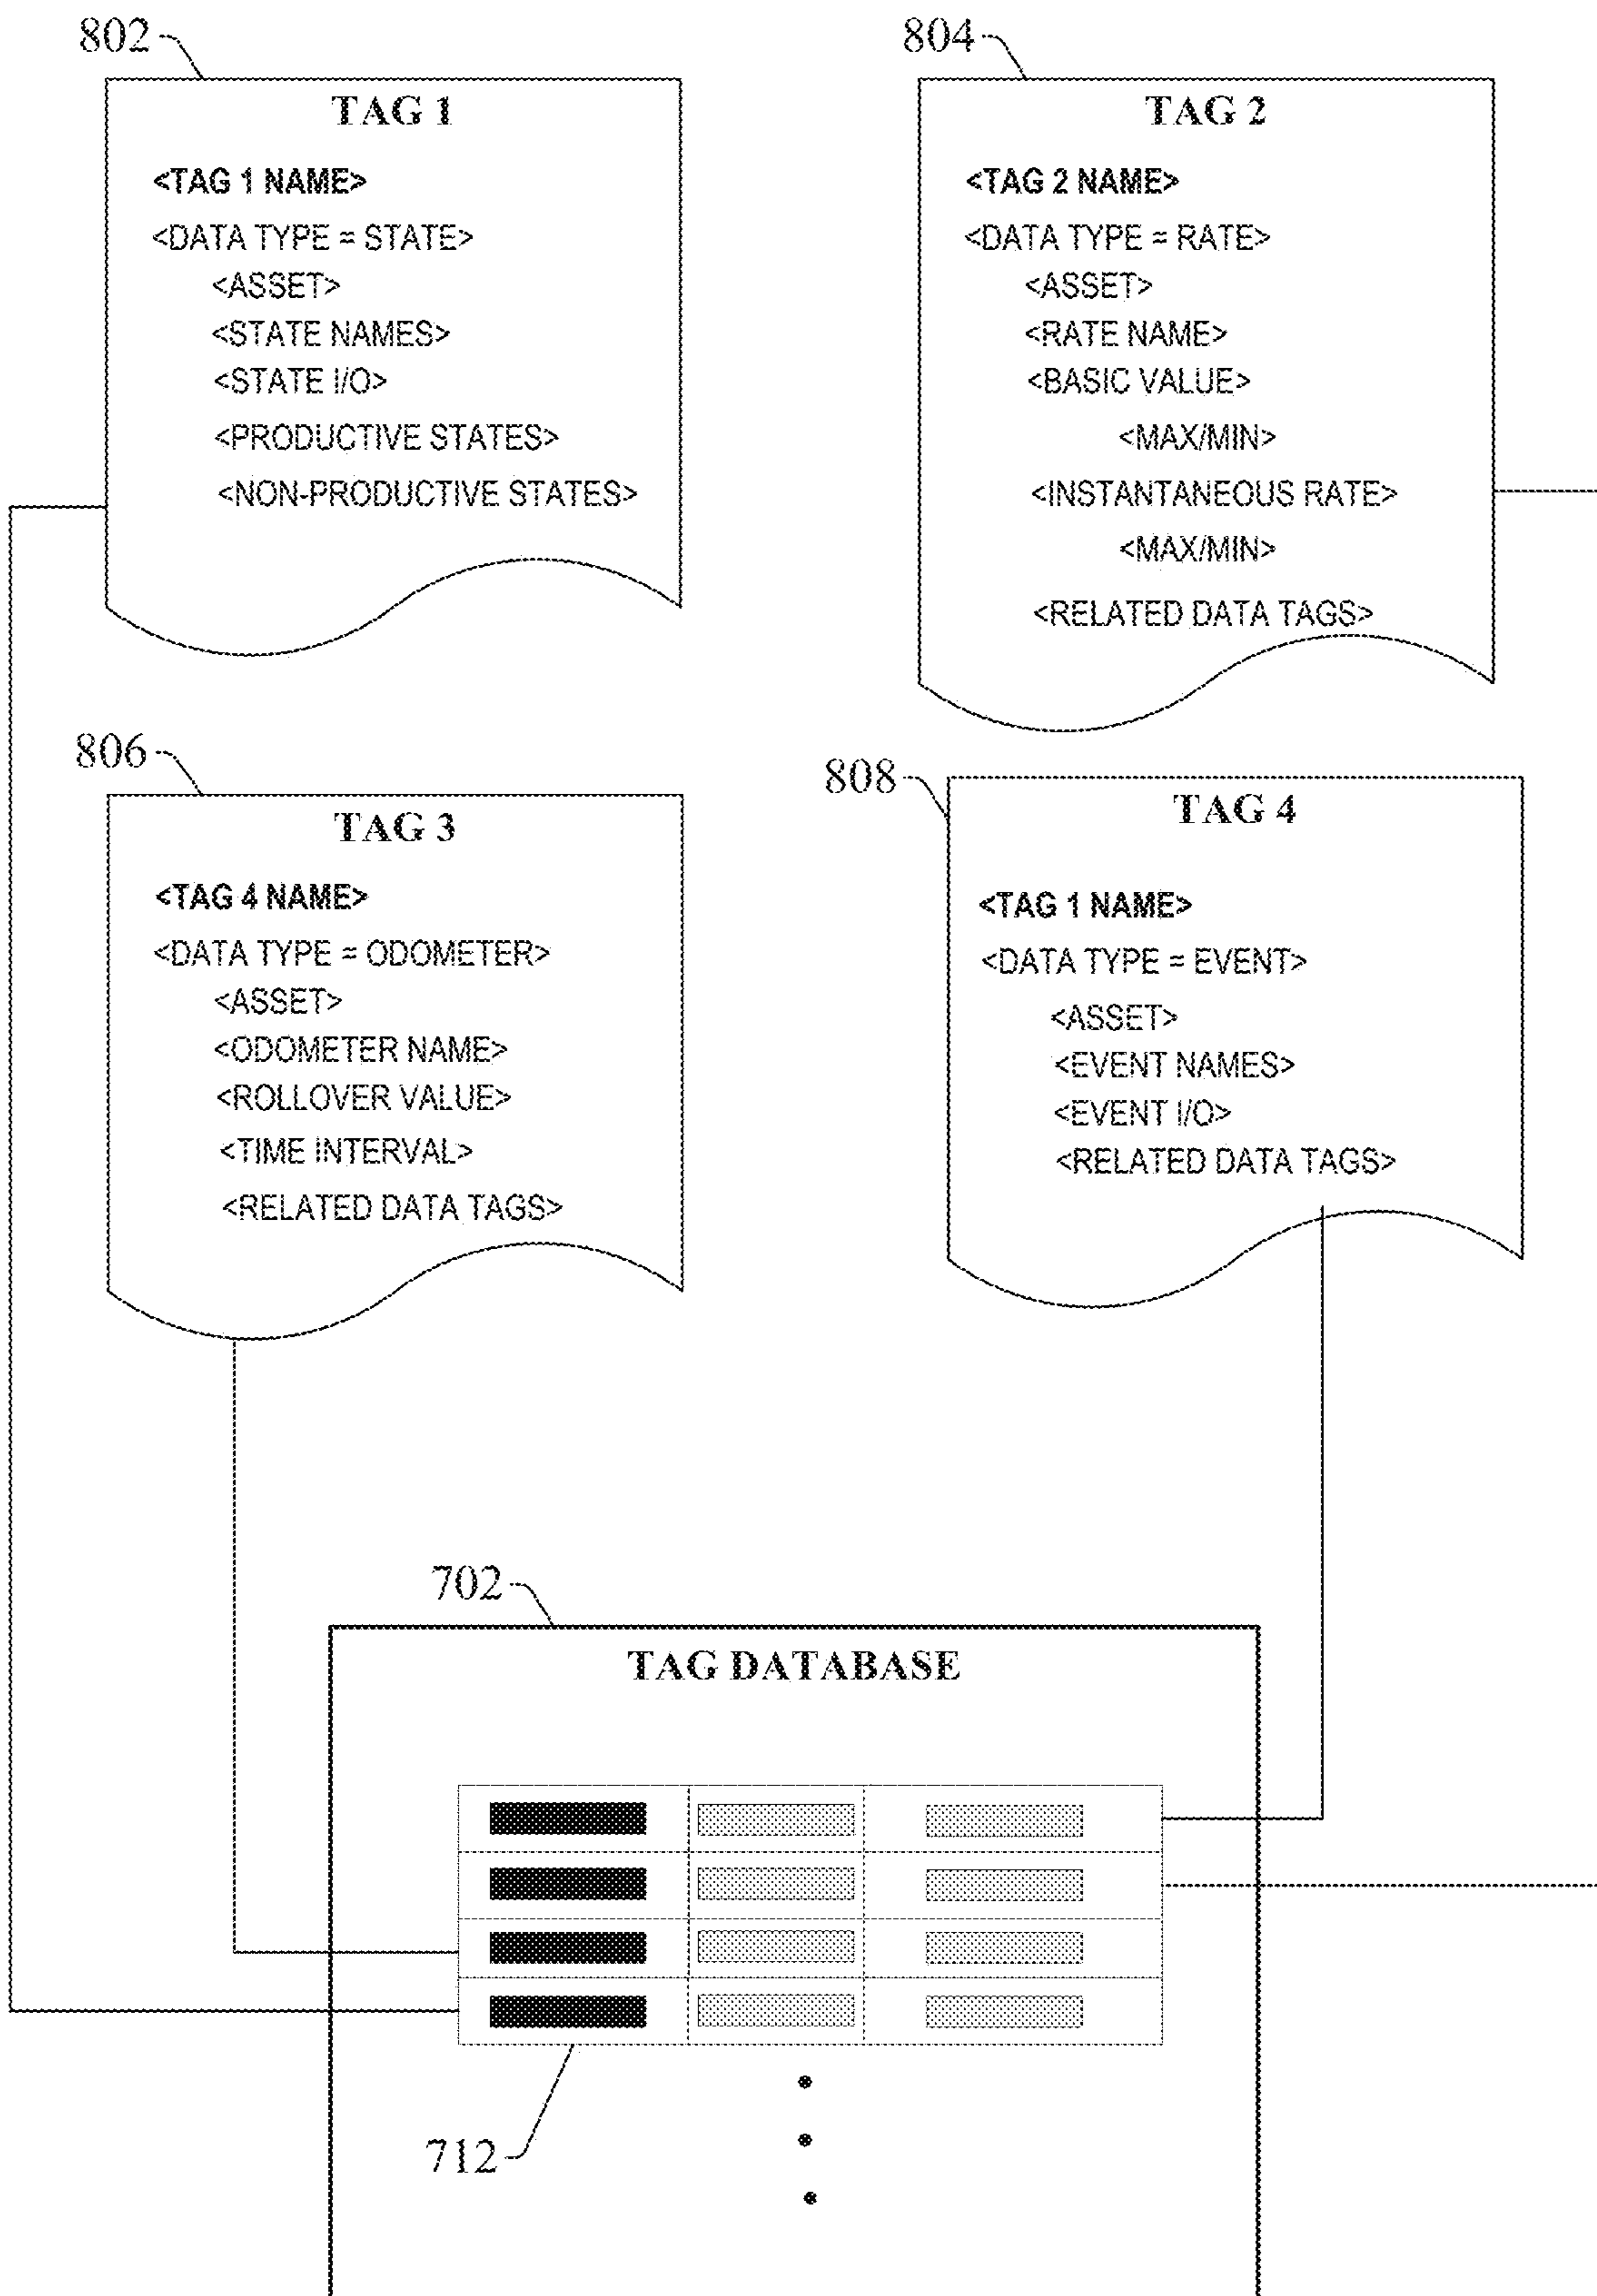 802
TAG 1
<TAG 1 NAME>
<DATA TYPE = STATE>
<ASSET>
<STATE NAMES>
<STATE I/O>
<PRODUCTIVE STATES>
<NON-PRODUCTIVE STATES>
804
TAG 2
<TAG 2 NAME>
<DATA TYPE = RATE>
<ASSET>
<RATE NAME>
<BASIC VALUE>
<MAX/MIN>
<INSTANTANEOUS RATE>
<MAX/MIN>
<RELATED DATA TAGS>
806
TAG 3
<TAG 4 NAME>
<DATA TYPE = ODOMETER>
<ASSET>
<ODOMETER NAME>
<ROLLOVER VALUE>
<TIME INTERVAL>
<RELATED DATA TAGS>
808
TAG 4
<TAG 1 NAME>
<DATA TYPE = EVENT>
<ASSET>
<EVENT NAMES>
<EVENT I/O>
<RELATED DATA TAGS>
702
TAG DATABASE
712